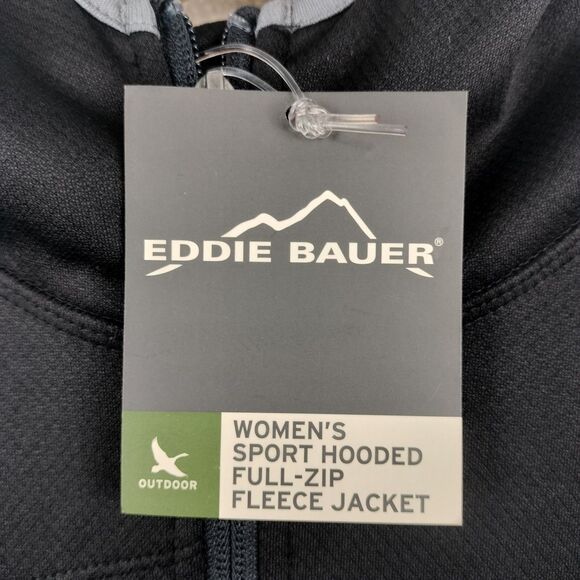 EDDIE BAUER®
OUTDOOR
WOMEN'S
SPORT HOODED
FULL-ZIP
FLEECE JACKET